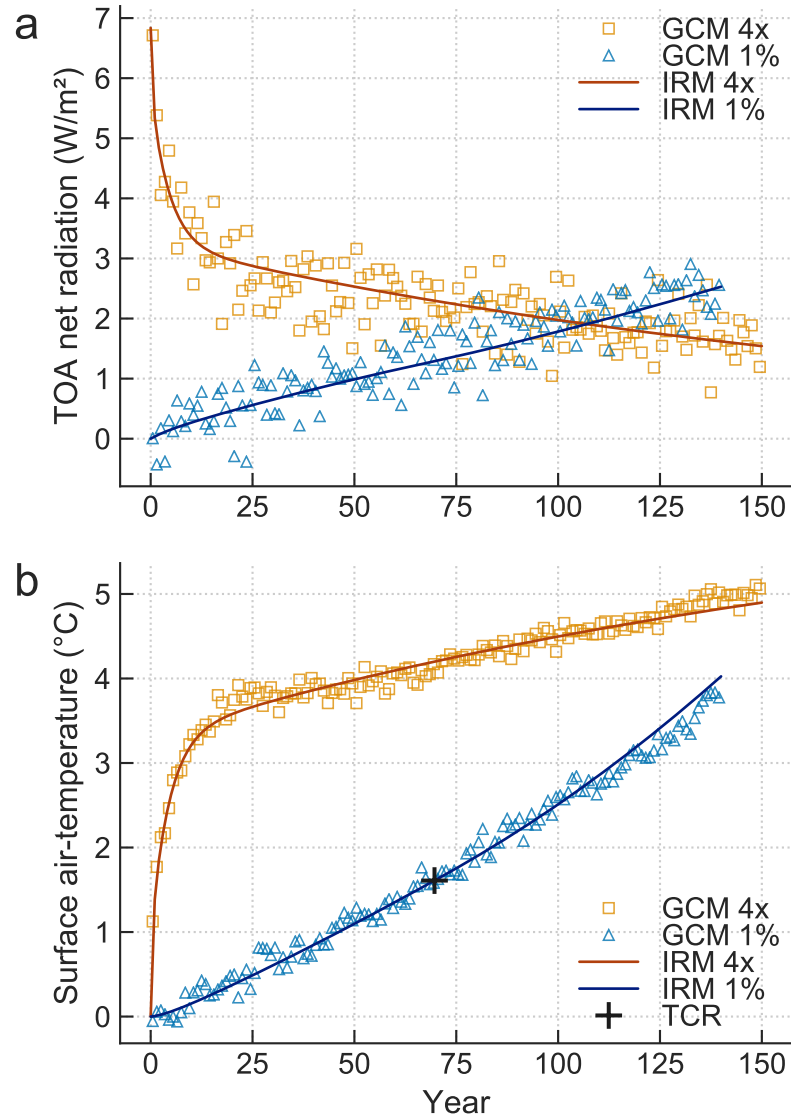 a
TOA net radiation (W/m²)
7
6
5
4
3
2
1
0
GCM 4x
GCM 1%
IRM 4x
IRM 1%
0 25 50 75 100 125 150
b
Surface air-temperature (°C)
5
4
3
2
1
0
GCM 4x
GCM 1%
IRM 4x
IRM 1%
TCR
0 25 50 75 100 125 150
Year